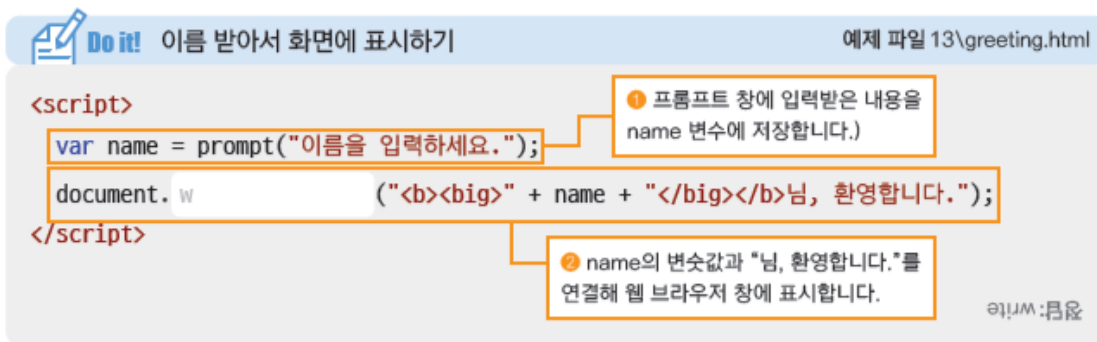 Do it! 이름 받아서 화면에 표시하기 예제 파일 13\greeting.html
<script>
var name = prompt("이름을 입력하세요.");
❶ 프롬프트 창에 입력받은 내용을
name 변수에 저장합니다.)
document. w ("<b><big>" + name + "</big></b>님, 환영합니다.");
</script>
❷ name의 변숫값과 “님, 환영합니다.”를
연결해 웹 브라우저 창에 표시합니다.
정답: write